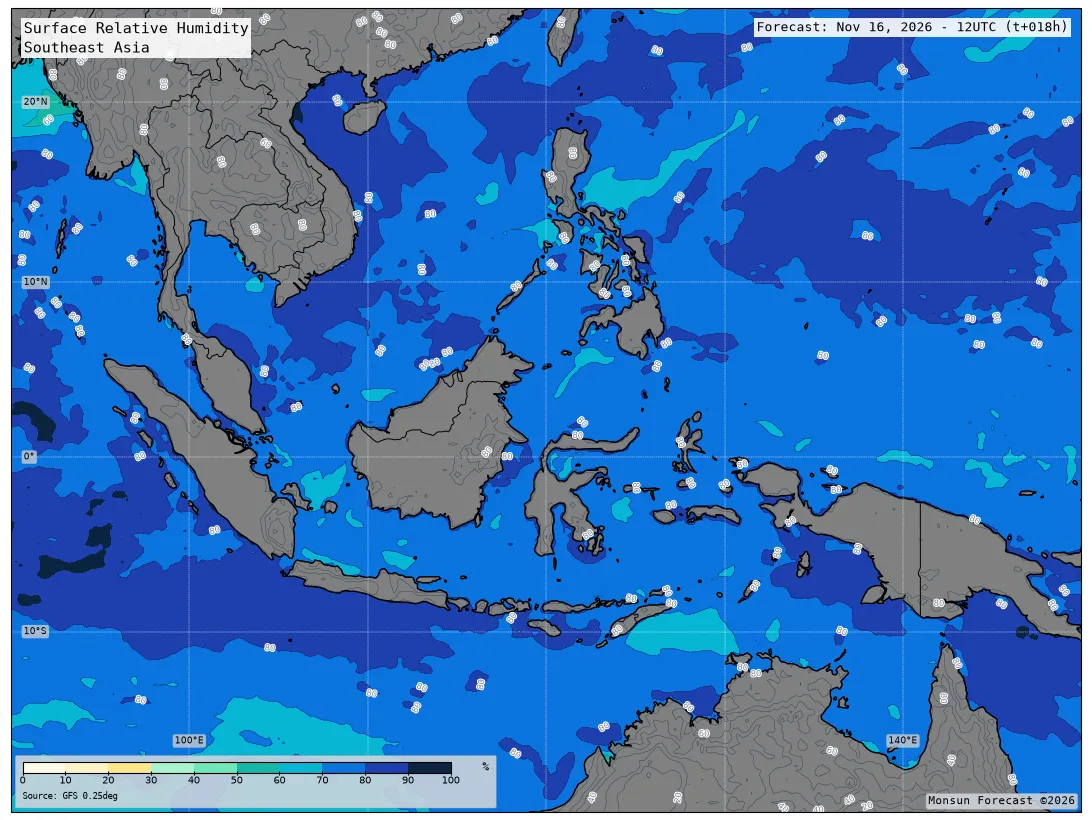 Surface Relative Humidity
Southeast Asia
Forecast: Nov 16, 2026 - 12UTC (t+018h)
20°N
10°N
0°
10°S
100°E
140°E
0 10 20 30 40 50 60 70 80 90 100
%
Source: GFS 0.25deg
Monsun Forecast ©2026